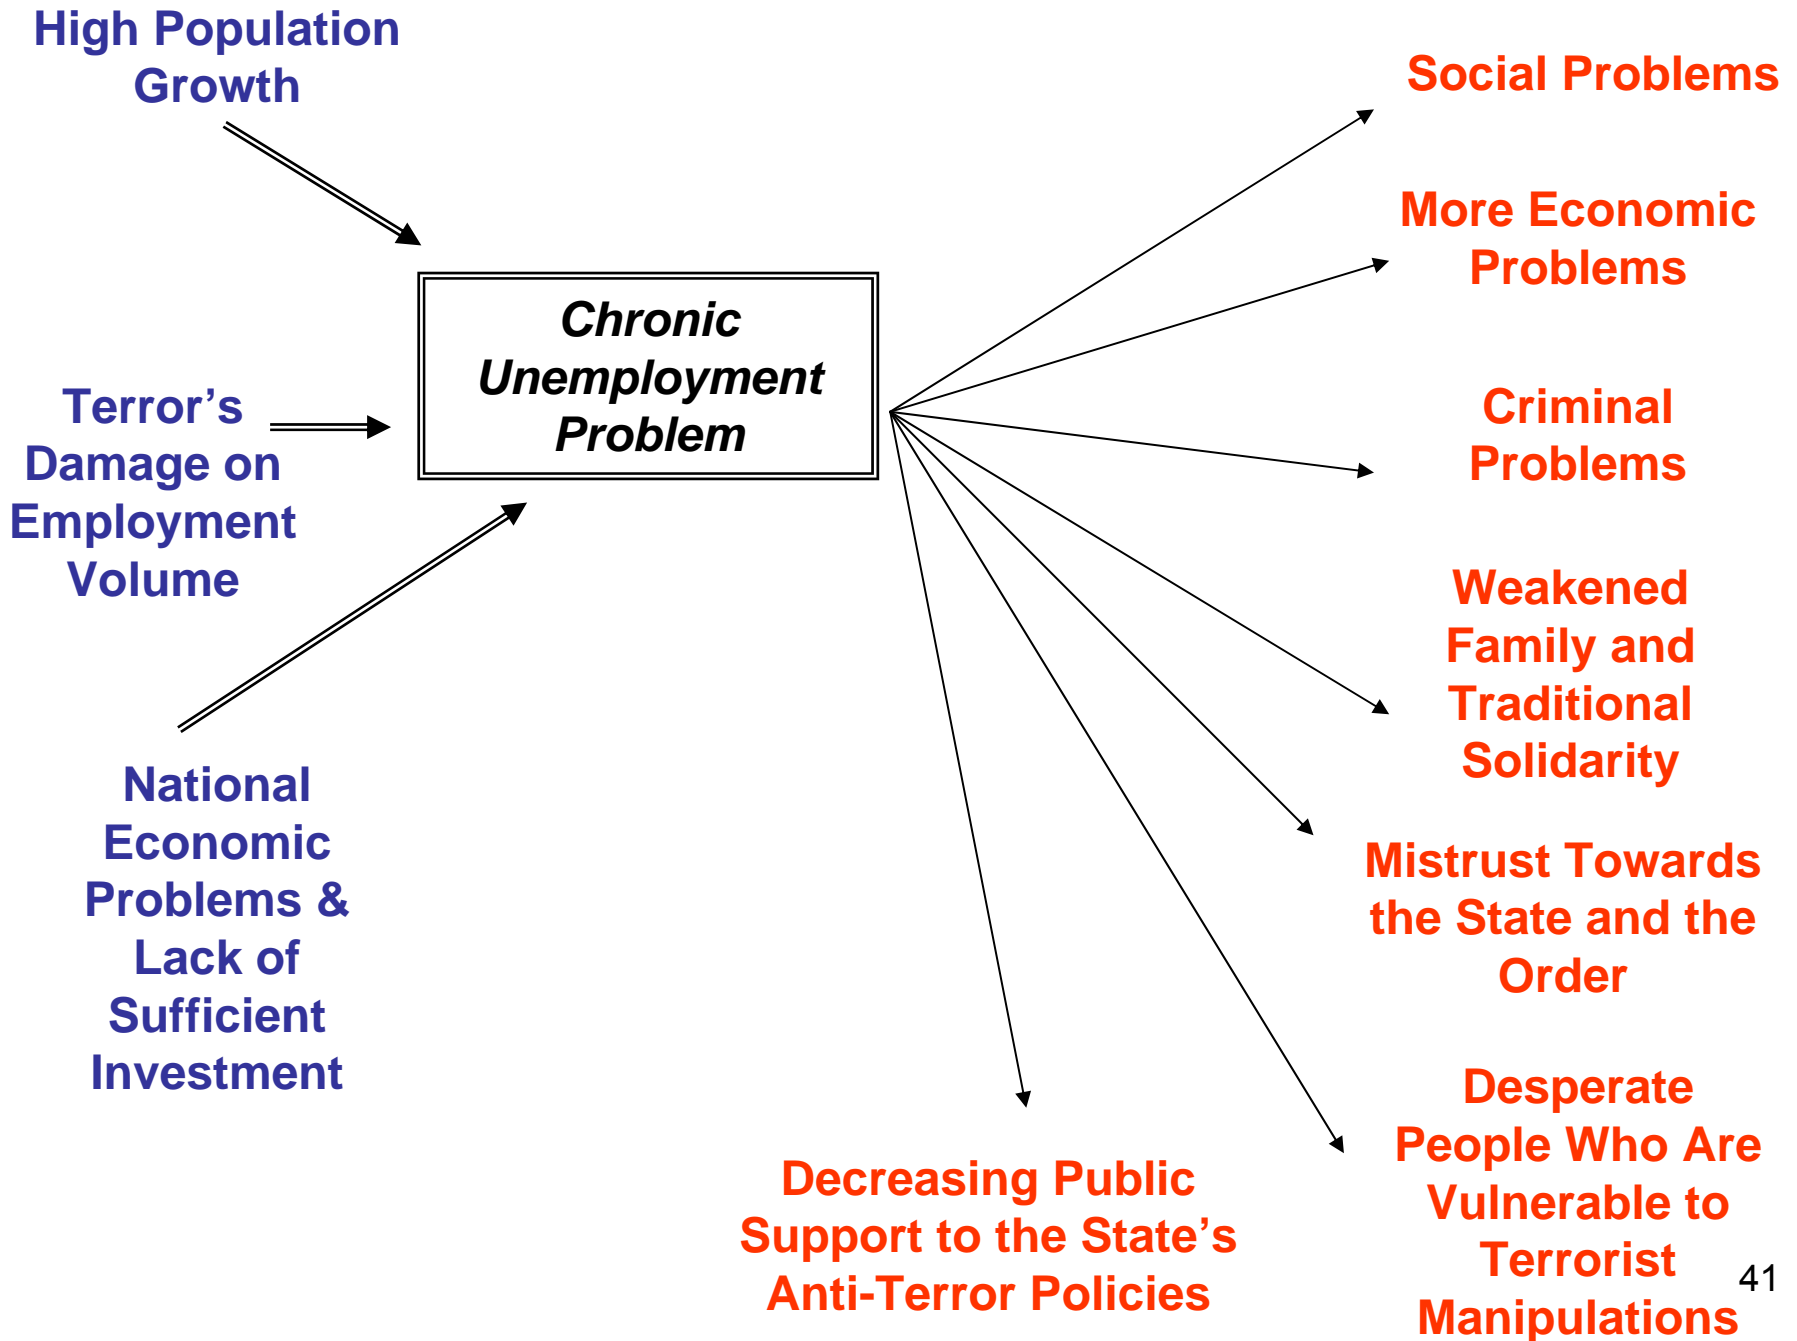 High Population
Growth
Terror’s
Damage on
Employment
Volume
National
Economic
Problems &
Lack of
Sufficient
Investment
Chronic
Unemployment
Problem
Social Problems
More Economic
Problems
Criminal
Problems
Weakened
Family and
Traditional
Solidarity
Mistrust Towards
the State and the
Order
Desperate
People Who Are
Vulnerable to
Terrorist
Manipulations
Decreasing Public
Support to the State’s
Anti-Terror Policies
41